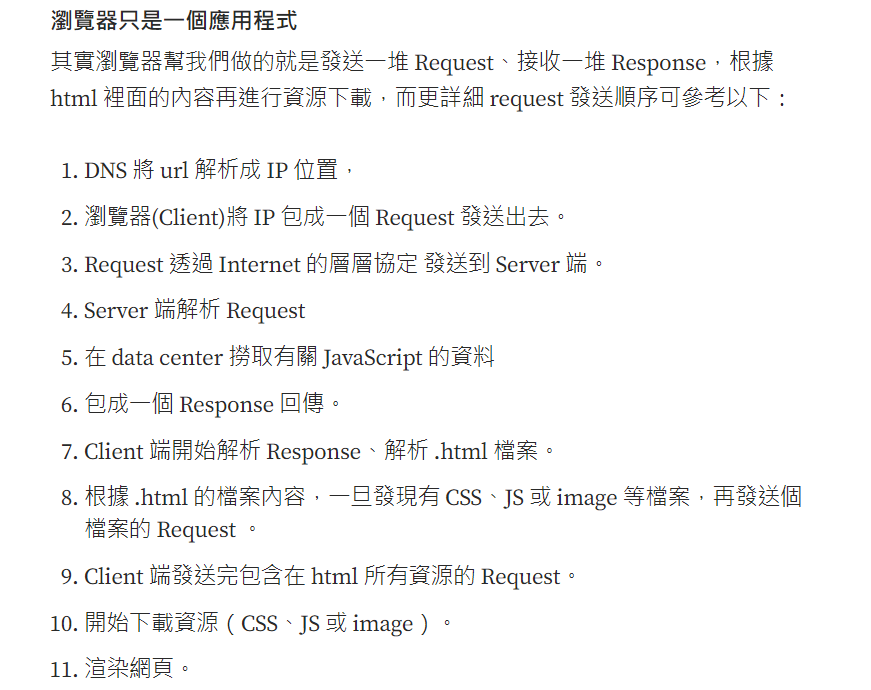 瀏覽器只是一個應用程式
其實瀏覽器幫我們做的就是發送一堆 Request、接收一堆 Response，根據
html 裡面的內容再進行資源下載，而更詳細 request 發送順序可參考以下：
1. DNS 將 url 解析成 IP 位置，
2. 瀏覽器(Client)將 IP 包成一個 Request 發送出去。
3. Request 透過 Internet 的層層協定 發送到 Server 端。
4. Server 端解析 Request
5. 在 data center 撈取有關 JavaScript 的資料
6. 包成一個 Response 回傳。
7. Client 端開始解析 Response、解析 .html 檔案。
8. 根據 .html 的檔案內容，一旦發現有 CSS、JS 或 image 等檔案，再發送個
檔案的 Request 。
9. Client 端發送完包含在 html 所有資源的 Request。
10. 開始下載資源（CSS、JS 或 image）。
11. 渲染網頁。